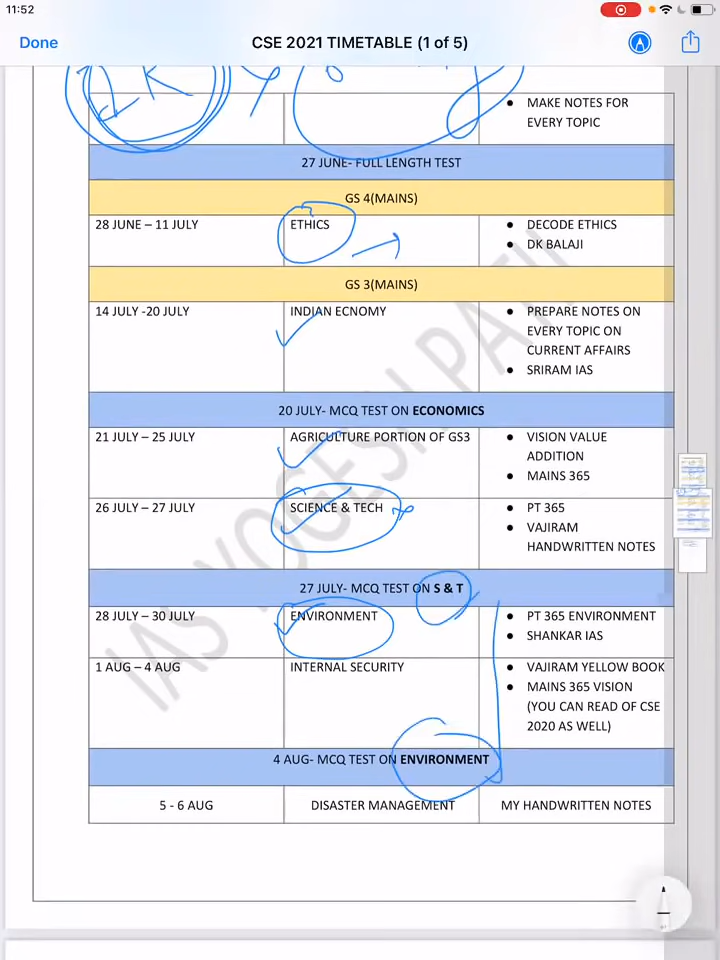 11:52
Done
CSE 2021 TIMETABLE (1 of 5)
2K
MAKE NOTES FOR
EVERY TOPIC
27 JUNE- FULL LENGTH TEST
GS 4(MAINS)
28 JUNE – 11 JULY
ETHICS
DECODE ETHICS
DK BALAJI
GS 3(MAINS)
14 JULY -20 JULY
INDIAN ECNOMY
PREPARE NOTES ON
EVERY TOPIC ON
CURRENT AFFAIRS
SRIRAM IAS
20 JULY- MCQ TEST ON ECONOMICS
21 JULY – 25 JULY
AGRICULTURE PORTION OF GS3
VISION VALUE
ADDITION
MAINS 365
26 JULY – 27 JULY
SCIENCE & TECH
PT 365
VAJIRAM
HANDWRITTEN NOTES
27 JULY- MCQ TEST ON S & T
28 JULY – 30 JULY
ENVIRONMENT
PT 365 ENVIRONMENT
SHANKAR IAS
1 AUG – 4 AUG
INTERNAL SECURITY
VAJIRAM YELLOW BOOK
MAINS 365 VISION
(YOU CAN READ OF CSE
2020 AS WELL)
4 AUG- MCQ TEST ON ENVIRONMENT
5 - 6 AUG
DISASTER MANAGEMENT
MY HANDWRITTEN NOTES
IAS YOGESH PATIL